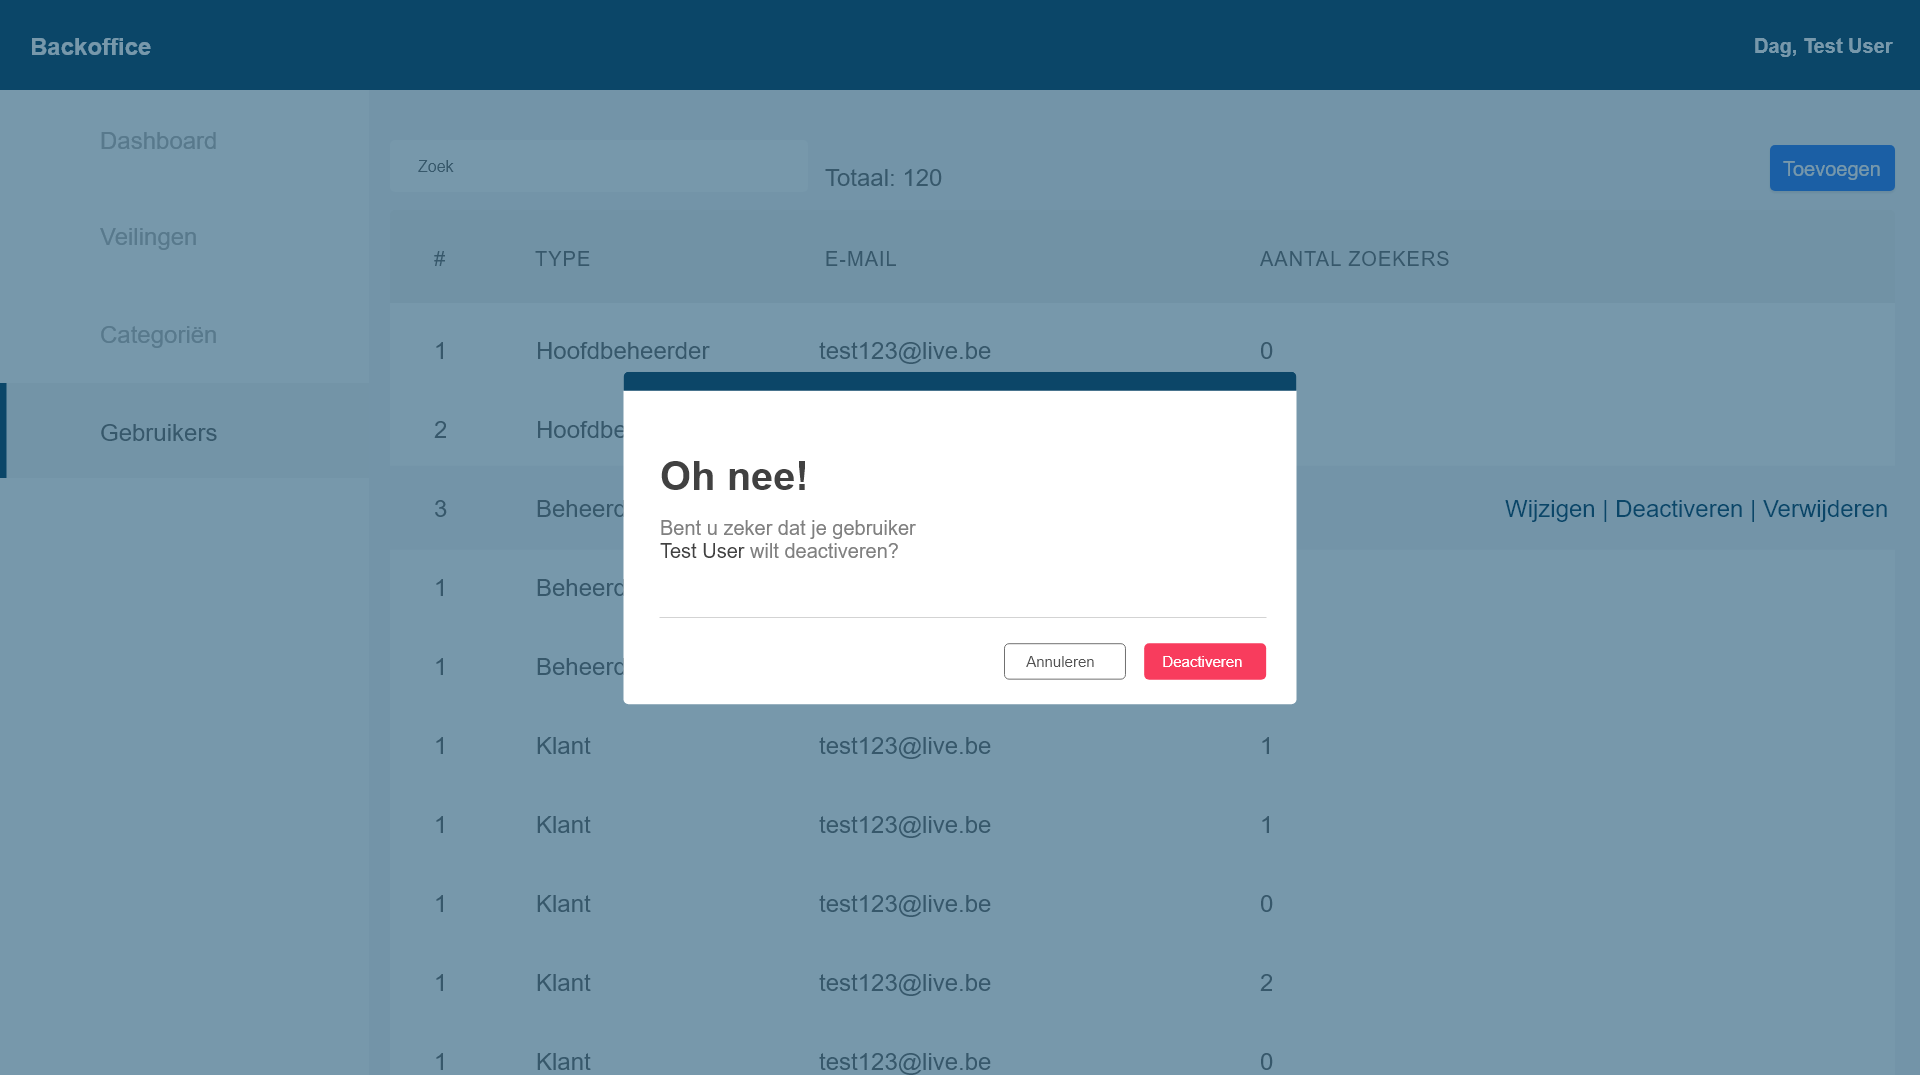 Backoffice
Dag, Test User
Dashboard
Veilingen
Categoriën
Gebruikers
Zoek
Totaal: 120
Toevoegen
# TYPE E-MAIL AANTAL ZOEKERS
1 Hoofdbeheerder test123@live.be 0
2 Hoofdbe
3 Beheerd Wijzigen | Deactiveren | Verwijderen
1 Beheerd
1 Beheerd
Oh nee!
Bent u zeker dat je gebruiker
Test User wilt deactiveren?
Annuleren Deactiveren
1 Klant test123@live.be 1
1 Klant test123@live.be 1
1 Klant test123@live.be 0
1 Klant test123@live.be 2
1 Klant test123@live.be 0